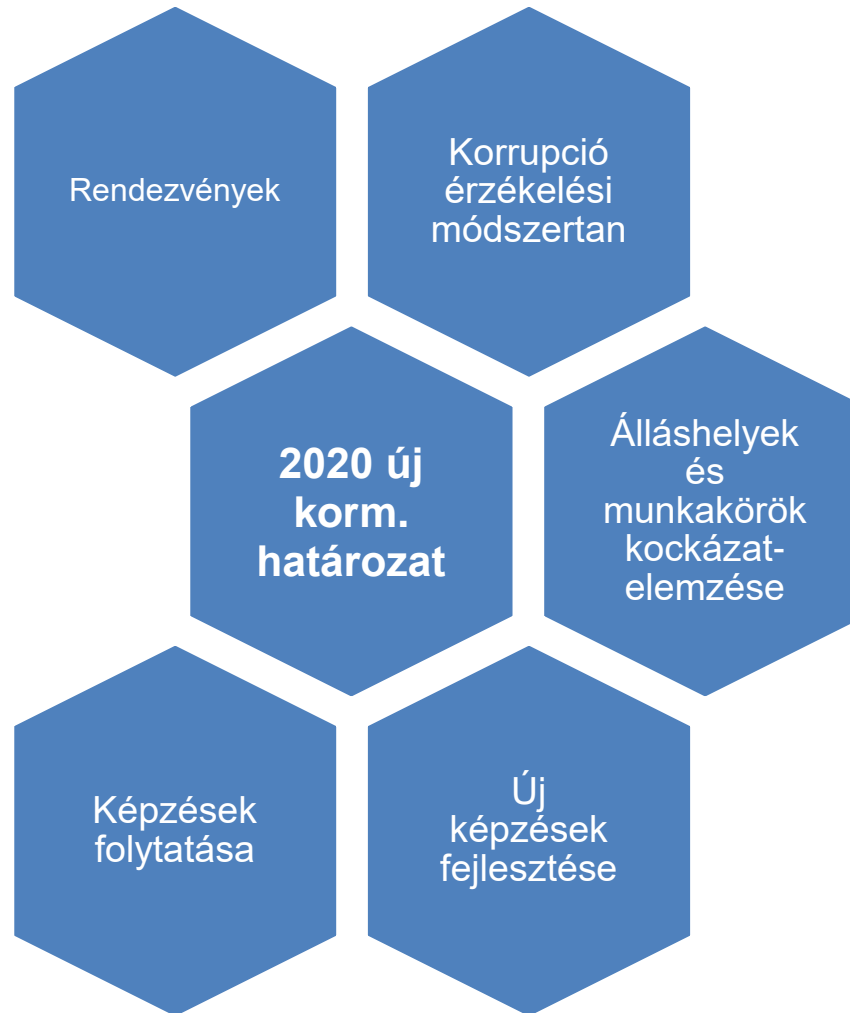 Rendezvények
Korrupció
érzékelési
módszertan
2020 új
korm.
határozat
Álláshelyek
és
munkakörök
kockázat-
elemzése
Képzések
folytatása
Új
képzések
fejlesztése